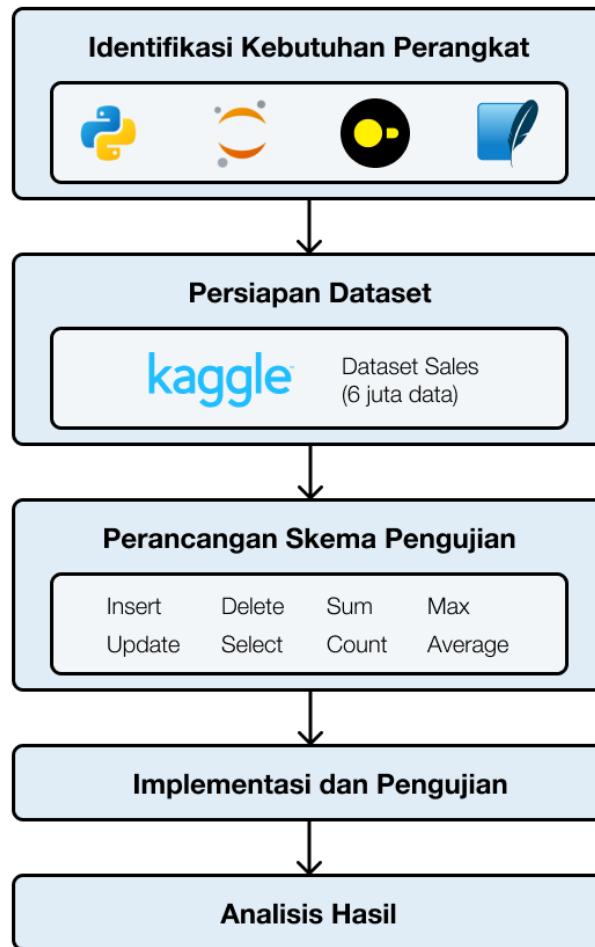 Identifikasi Kebutuhan Perangkat
Persiapan Dataset
kaggle
Dataset Sales
(6 juta data)
Perancangan Skema Pengujian
Insert Delete Sum Max
Update Select Count Average
Implementasi dan Pengujian
Analisis Hasil